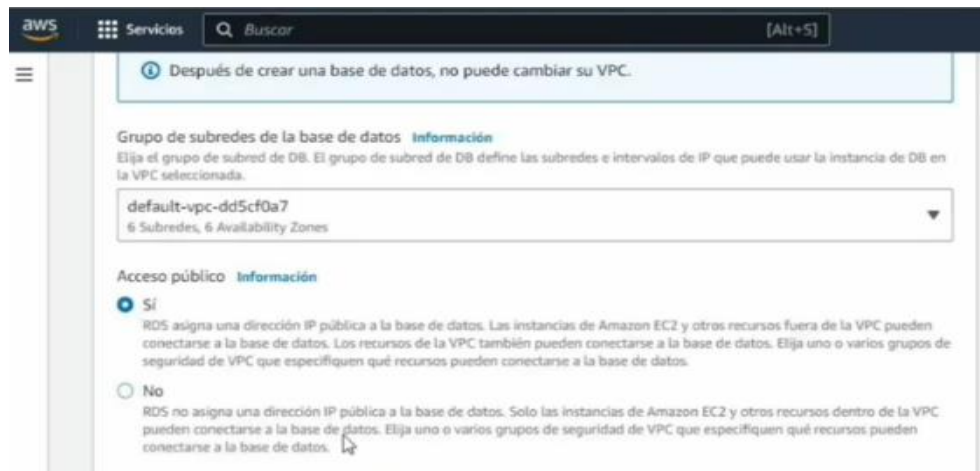 aws
Servicios
Buscar
[Alt+S]
Después de crear una base de datos, no puede cambiar su VPC.
Grupo de subredes de la base de datos Información
Elija el grupo de subred de DB. El grupo de subred de DB define las subredes e intervalos de IP que puede usar la instancia de DB en
la VPC seleccionada.
default-vpc-dd5cf0a7
6 Subredes, 6 Availability Zones
Acceso público Información
Sí
RDS asigna una dirección IP pública a la base de datos. Las instancias de Amazon EC2 y otros recursos fuera de la VPC pueden
conectarse a la base de datos. Los recursos de la VPC también pueden conectarse a la base de datos. Elija uno o varios grupos de
seguridad de VPC que especifiquen qué recursos pueden conectarse a la base de datos.
No
RDS no asigna una dirección IP pública a la base de datos. Solo las instancias de Amazon EC2 y otros recursos dentro de la VPC
pueden conectarse a la base de datos. Elija uno o varios grupos de seguridad de VPC que especifiquen qué recursos pueden
conectarse a la base de datos.